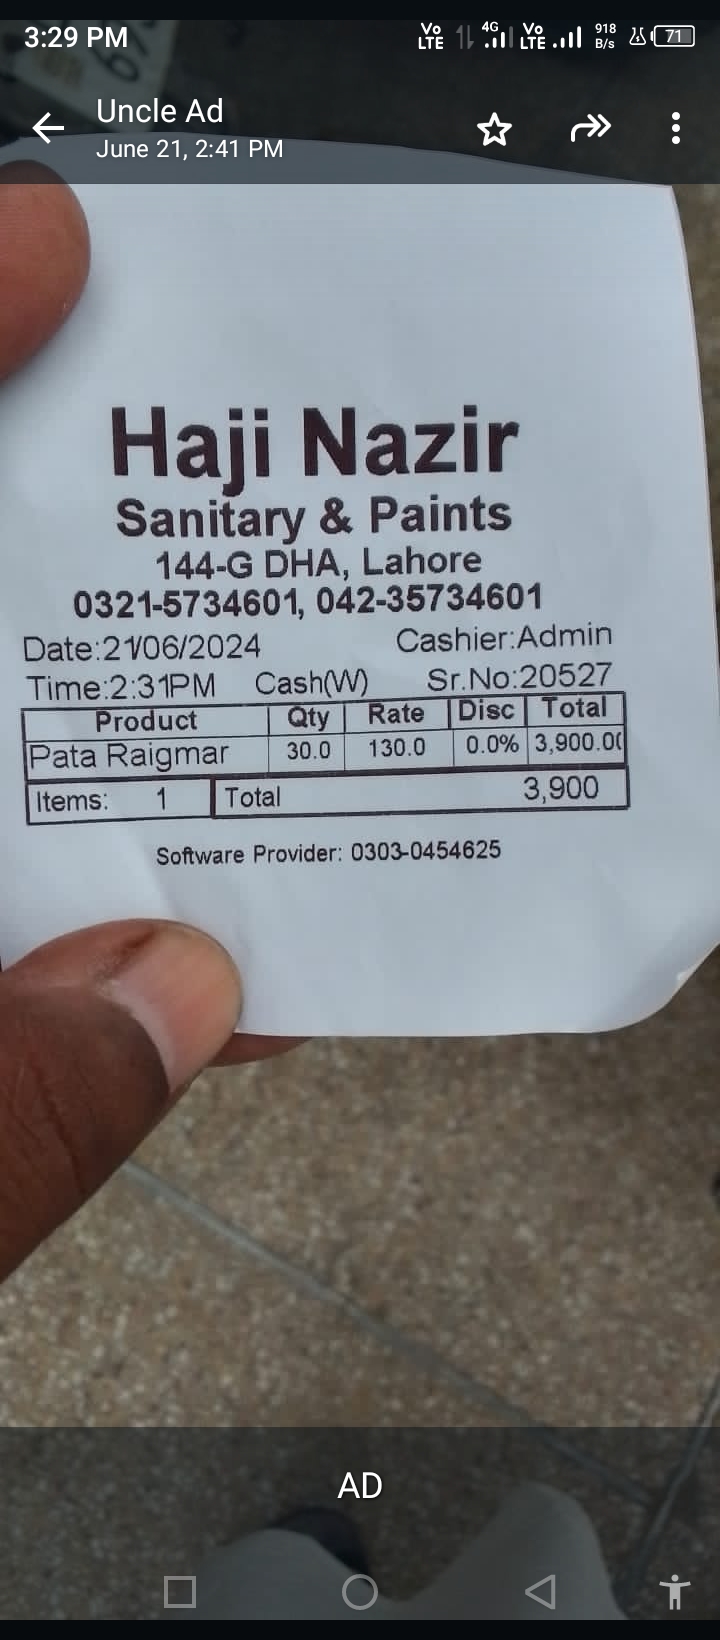 3:29 PM Vo LTE 4G Vo LTE 918 B/s 71
Uncle Ad
June 21, 2:41 PM
Haji Nazir
Sanitary & Paints
144-G DHA, Lahore
0321-5734601, 042-35734601
Date:21/06/2024 Cashier:Admin
Time:2:31PM Cash(W) Sr.No:20527
Product Qty Rate Disc Total
Pata Raigmar 30.0 130.0 0.0% 3,900.00
Items: 1 Total 3,900
Software Provider: 0303-0454625
AD